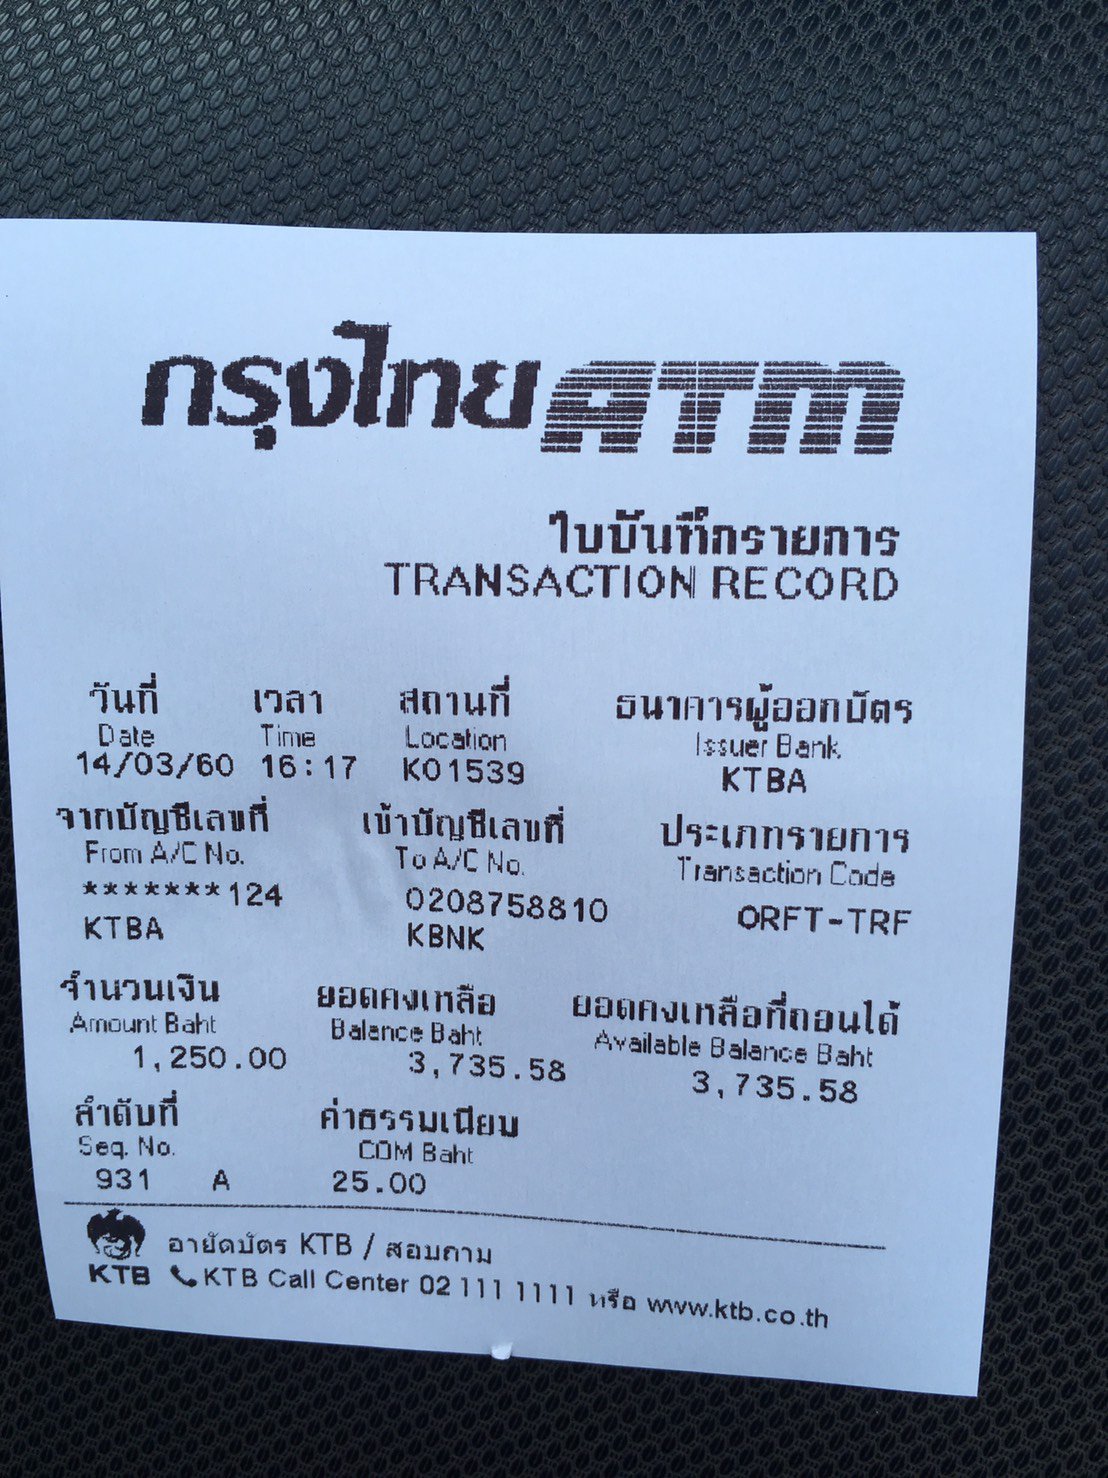 กรุงไทย ATM
ใบบันทึกรายการ
TRANSACTION RECORD
วันที่ เวลา สถานที่ ธนาคารผู้ออกบัตร
Date Time Location Issuer Bank
14/03/60 16:17 K01539 KTBA
จากบัญชีเลขที่ เข้าบัญชีเลขที่ ประเภทรายการ
From A/C No. To A/C No. Transaction Code
*******124 0208758810 ORFT-TRF
KTBA KBNK
จำนวนเงิน ยอดคงเหลือ ยอดคงเหลือที่ถอนได้
Amount Baht Balance Baht Available Balance Baht
1,250.00 3,735.58 3,735.58
ลำดับที่ ค่าธรรมเนียม
Seq. No. COM Baht
931 A 25.00
อายัดบัตร KTB / สอบถาม
KTB KTB Call Center 02 111 1111 หรือ www.ktb.co.th